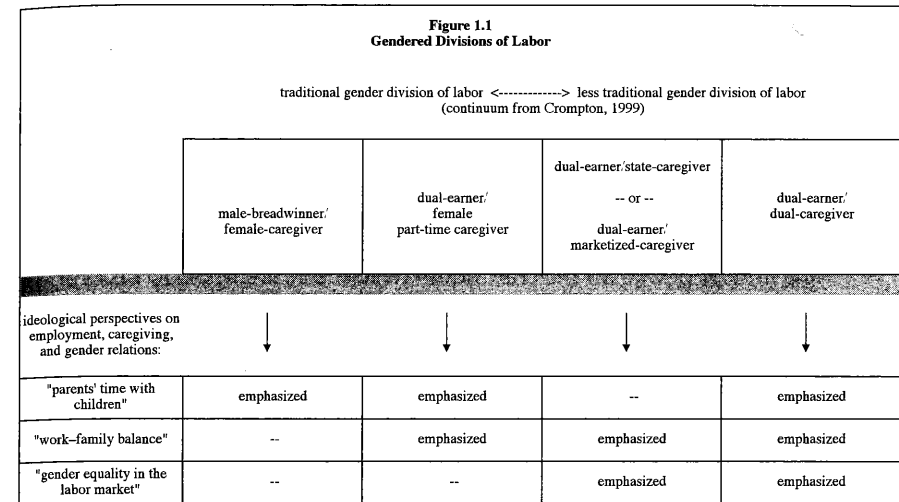 Figure 1.1
Gendered Divisions of Labor
traditional gender division of labor <-------------> less traditional gender division of labor
(continuum from Crompton, 1999)
male-breadwinner/
female-caregiver
dual-earner/
female
part-time caregiver
dual-earner/state-caregiver
-- or --
dual-earner/
marketized-caregiver
dual-earner/
dual-caregiver
ideological perspectives on
employment, caregiving,
and gender relations:
"parents' time with
children"
emphasized
emphasized
--
emphasized
"work–family balance"
--
emphasized
emphasized
emphasized
"gender equality in the
labor market"
--
--
emphasized
emphasized